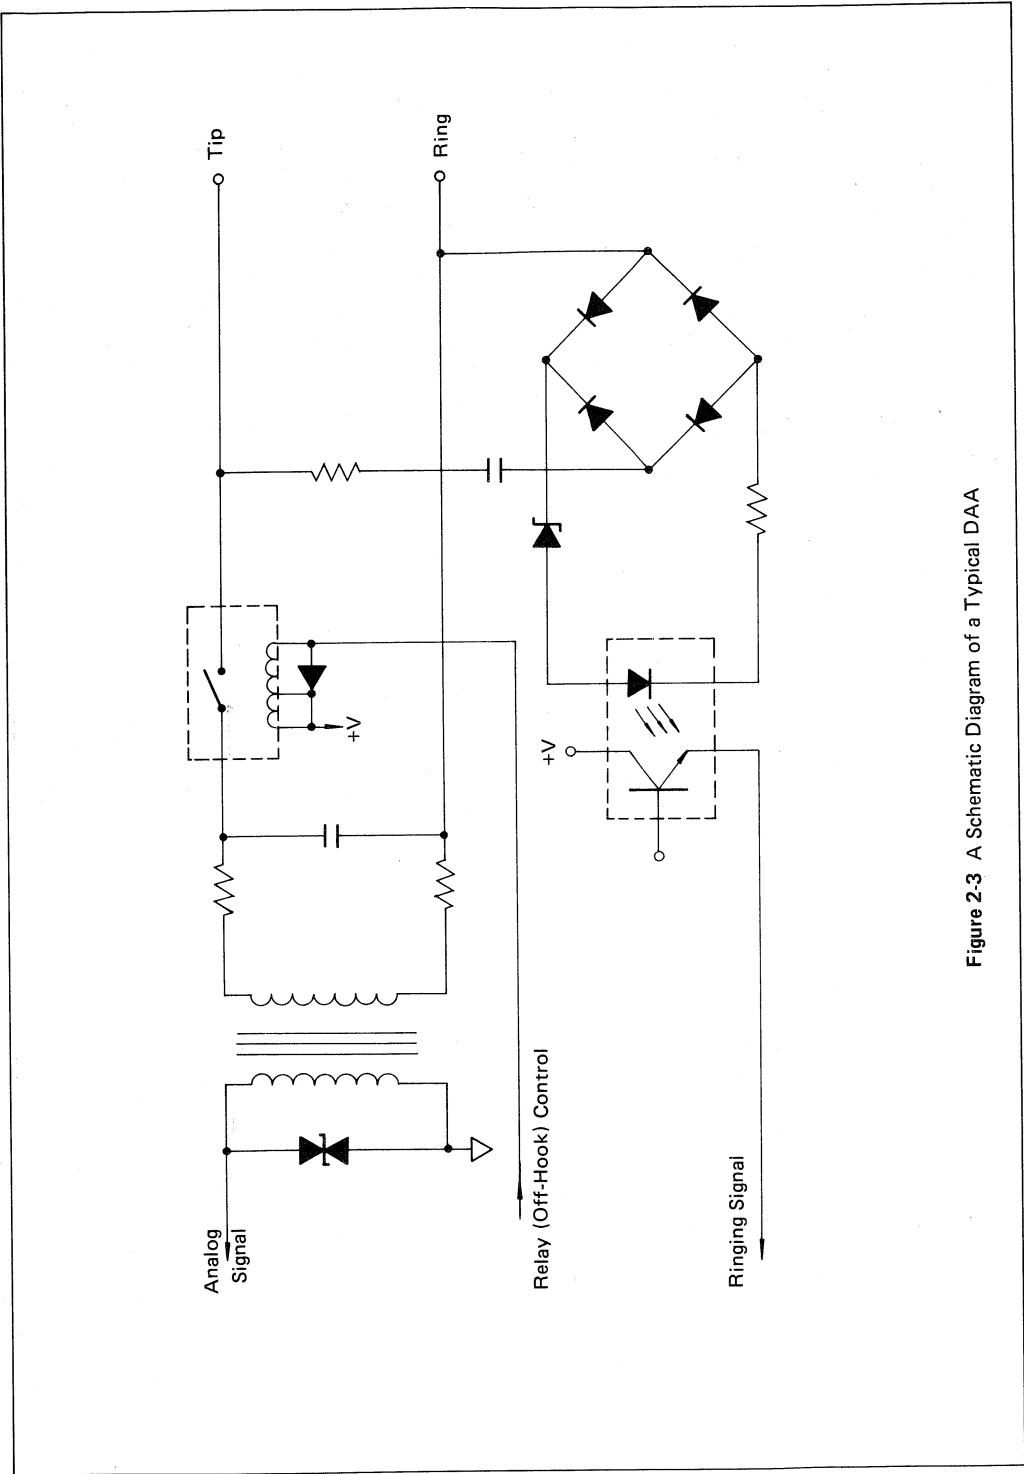 Tip
Ring
+V
+V
Analog
Signal
Relay (Off-Hook) Control
Ringing Signal
Figure 2-3 A Schematic Diagram of a Typical DAA